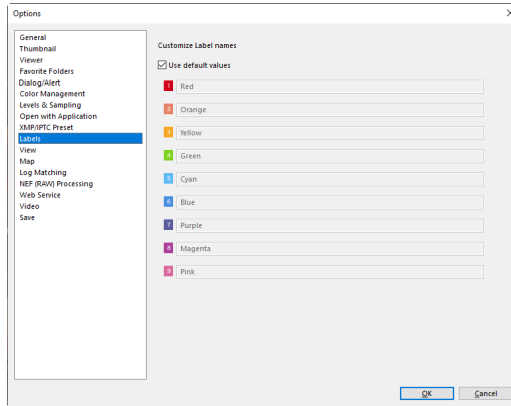 Options
General
Thumbnail
Viewer
Favorite Folders
Dialog/Alert
Color Management
Levels & Sampling
Open with Application
XMP/IPTC Preset
Labels
View
Map
Log Matching
NEF (RAW) Processing
Web Service
Video
Save
Customize Label names
Use default values
1 Red
2 Orange
3 Yellow
4 Green
5 Cyan
6 Blue
7 Purple
8 Magenta
9 Pink
OK
Cancel